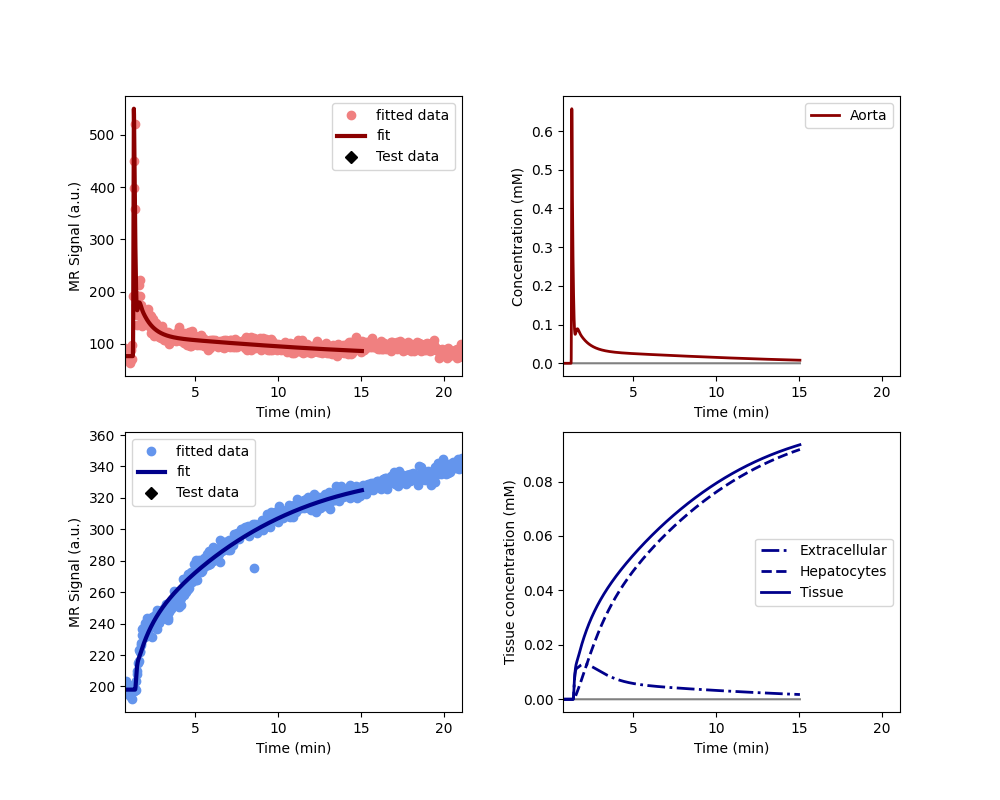 fitted data
fit
Test data
MR Signal (a.u.)
500
400
300
200
100
5
10
15
20
Time (min)
Aorta
Concentration (mM)
0.6
0.5
0.4
0.3
0.2
0.1
0.0
5
10
15
20
Time (min)
fitted data
fit
Test data
MR Signal (a.u.)
360
340
320
300
280
260
240
220
200
5
10
15
20
Time (min)
Extracellular
Hepatocytes
Tissue
Tissue concentration (mM)
0.08
0.06
0.04
0.02
0.00
5
10
15
20
Time (min)